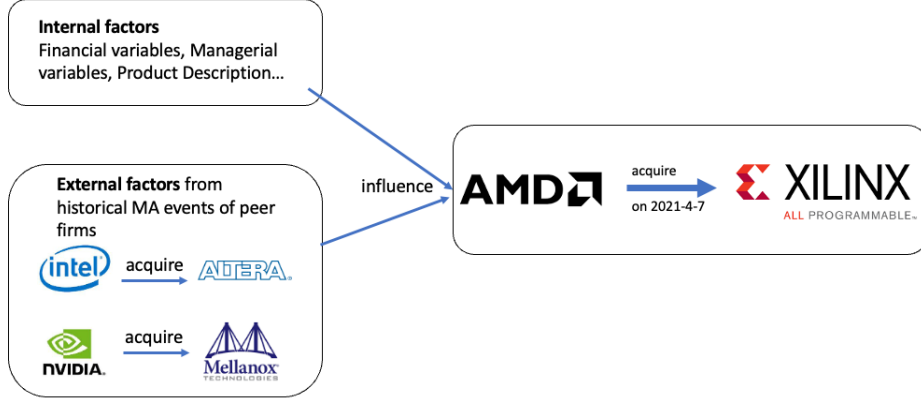 Internal factors
Financial variables, Managerial
variables, Product Description...
External factors from
historical MA events of peer
firms
intel
acquire
ALTERA
NVIDIA.
acquire
Mellanox
TECHNOLOGIES
influence
AMD
acquire
on 2021-4-7
XILINX
ALL PROGRAMMABLE™